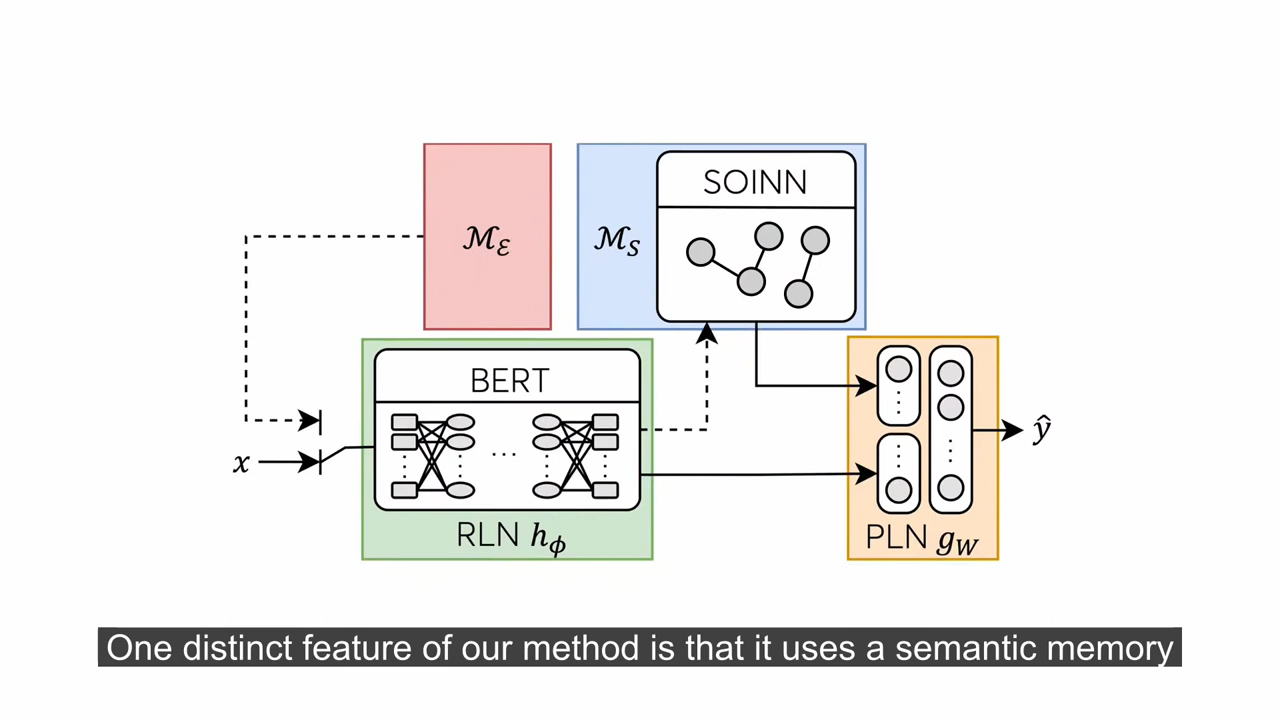 SOINN
ℳ_ℰ
ℳ_S
BERT
...
x
ŷ
RLN h_ϕ
PLN g_W
One distinct feature of our method is that it uses a semantic memory